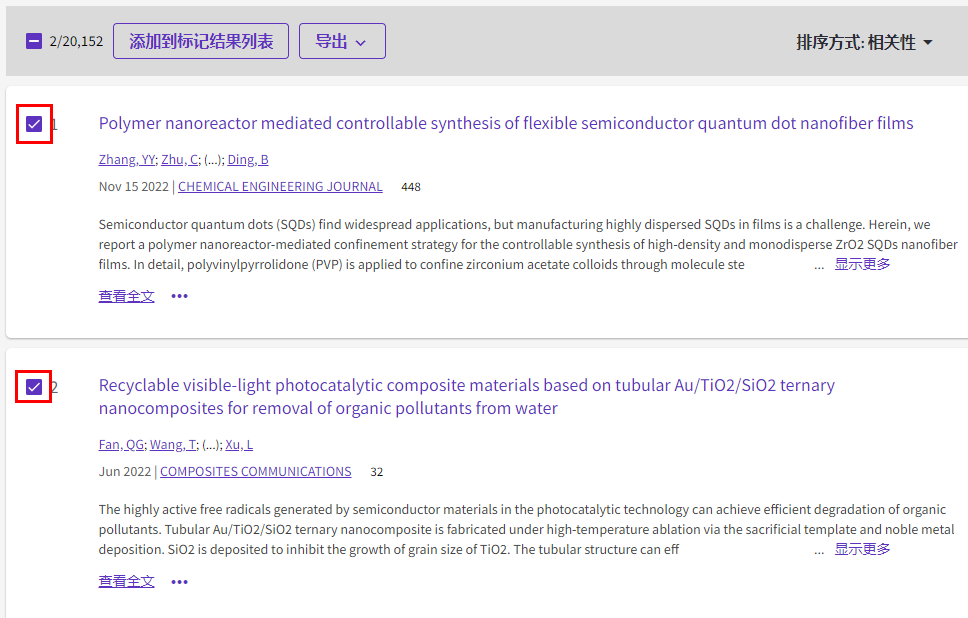 2/20,152 添加到标记结果列表 导出 排序方式: 相关性
1 Polymer nanoreactor mediated controllable synthesis of flexible semiconductor quantum dot nanofiber films
Zhang, YY; Zhu, C; (...); Ding, B
Nov 15 2022 | CHEMICAL ENGINEERING JOURNAL 448
Semiconductor quantum dots (SQDs) find widespread applications, but manufacturing highly dispersed SQDs in films is a challenge. Herein, we
report a polymer nanoreactor-mediated confinement strategy for the controllable synthesis of high-density and monodisperse ZrO2 SQDs nanofiber
films. In detail, polyvinylpyrrolidone (PVP) is applied to confine zirconium acetate colloids through molecule ste ... 显示更多
查看全文 •••
2 Recyclable visible-light photocatalytic composite materials based on tubular Au/TiO2/SiO2 ternary
nanocomposites for removal of organic pollutants from water
Fan, QG; Wang, T; (...); Xu, L
Jun 2022 | COMPOSITES COMMUNICATIONS 32
The highly active free radicals generated by semiconductor materials in the photocatalytic technology can achieve efficient degradation of organic
pollutants. Tubular Au/TiO2/SiO2 ternary nanocomposite is fabricated under high-temperature ablation via the sacrificial template and noble metal
deposition. SiO2 is deposited to inhibit the growth of grain size of TiO2. The tubular structure can eff ... 显示更多
查看全文 •••